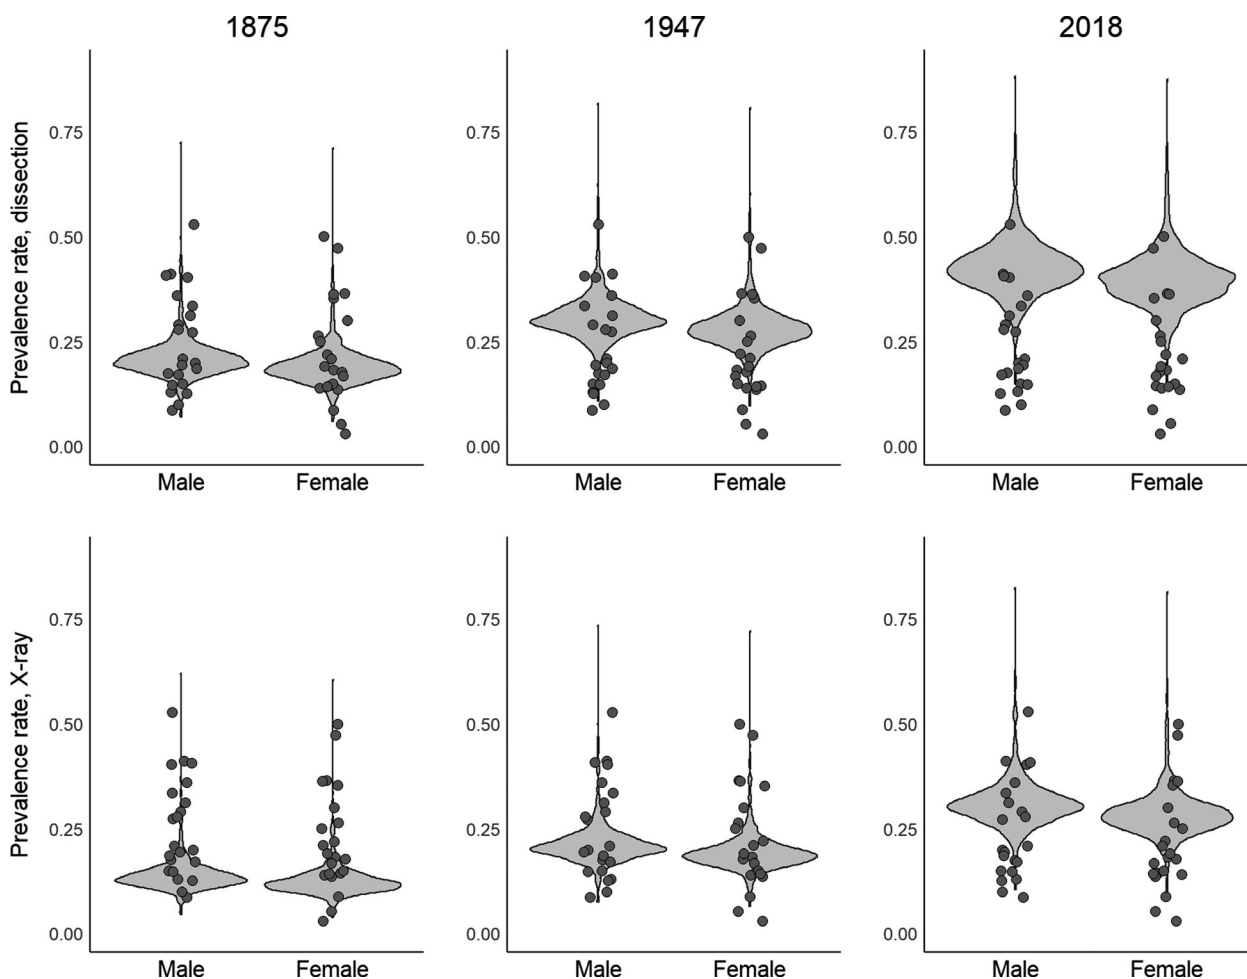 1875 1947 2018
Prevalence rate, dissection
0.75 0.75 0.75
0.50 0.50 0.50
0.25 0.25 0.25
0.00 0.00 0.00
Male Female Male Female Male Female
Prevalence rate, X-ray
0.75 0.75 0.75
0.50 0.50 0.50
0.25 0.25 0.25
0.00 0.00 0.00
Male Female Male Female Male Female